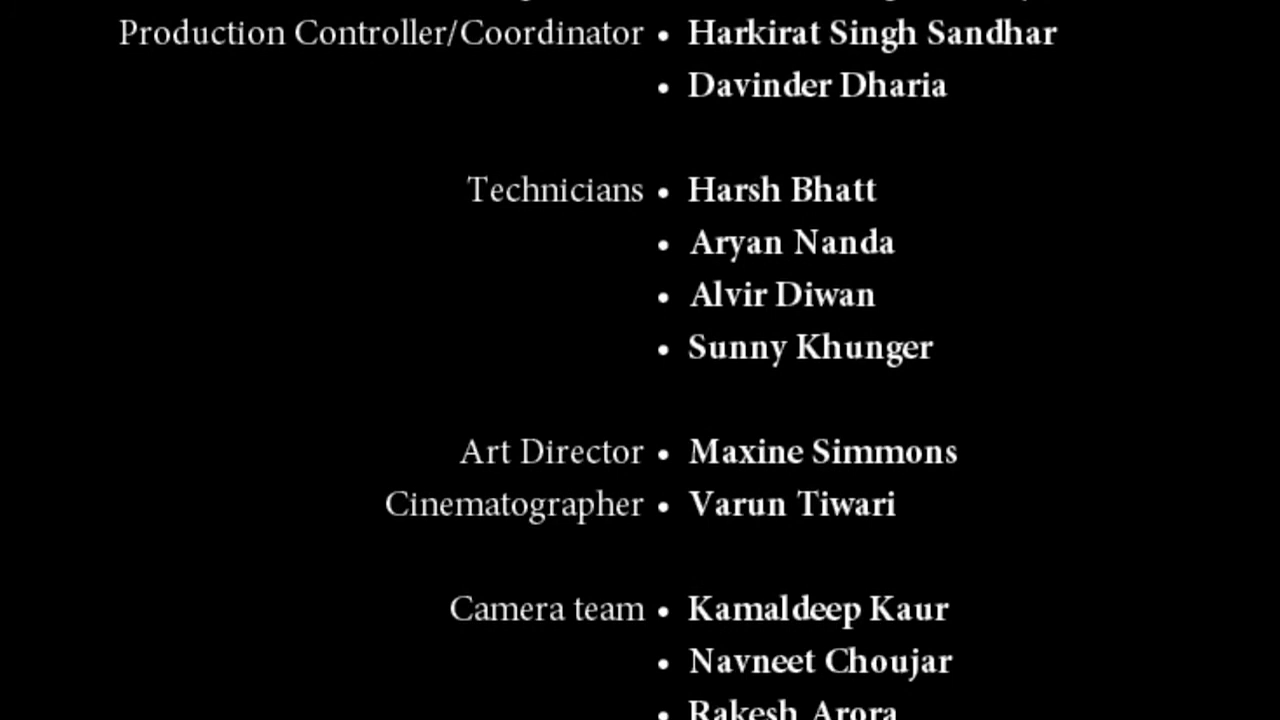 Production Controller/Coordinator • Harkirat Singh Sandhar
• Davinder Dharia
Technicians • Harsh Bhatt
• Aryan Nanda
• Alvir Diwan
• Sunny Khunger
Art Director • Maxine Simmons
Cinematographer • Varun Tiwari
Camera team • Kamaldeep Kaur
• Navneet Choujar
• Rakesh Arora